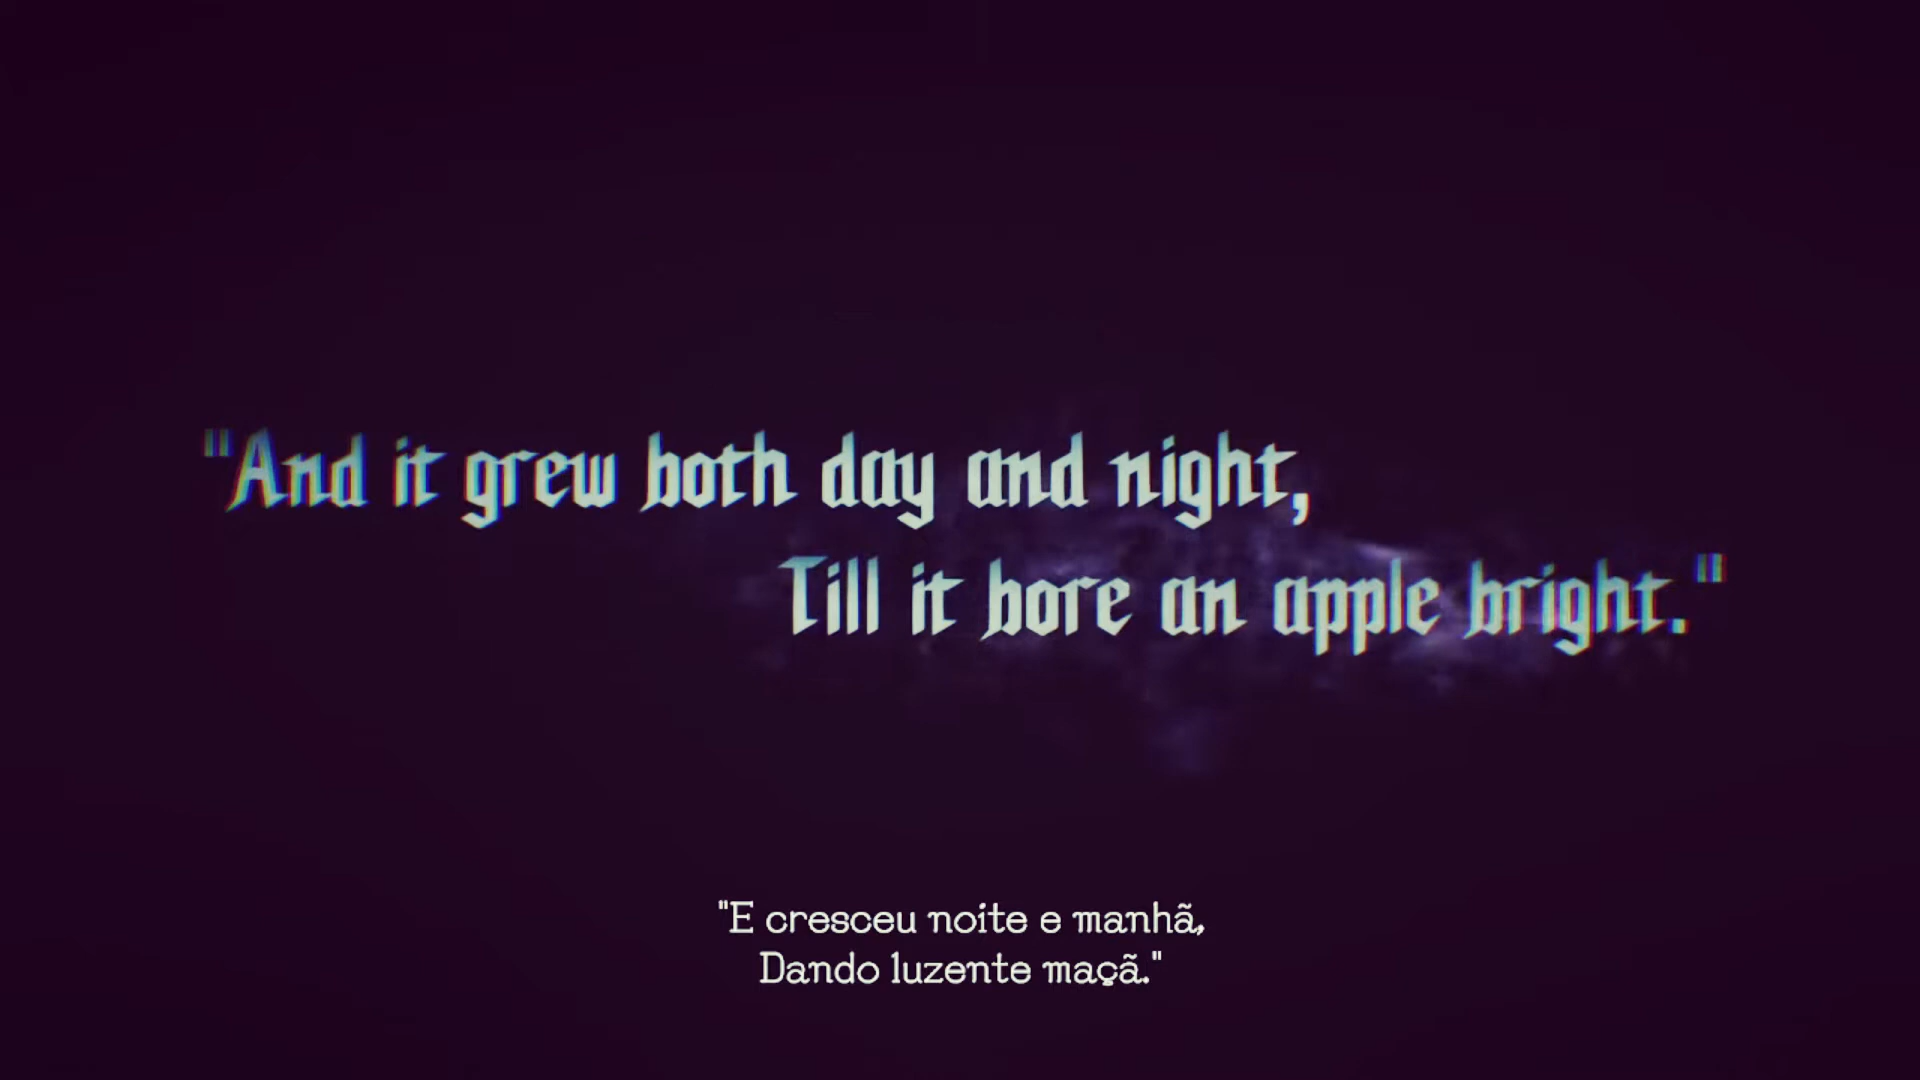 "And it grew both day and night,
Till it bore an apple bright."
"E cresceu noite e manhã,
Dando luzente maçã."